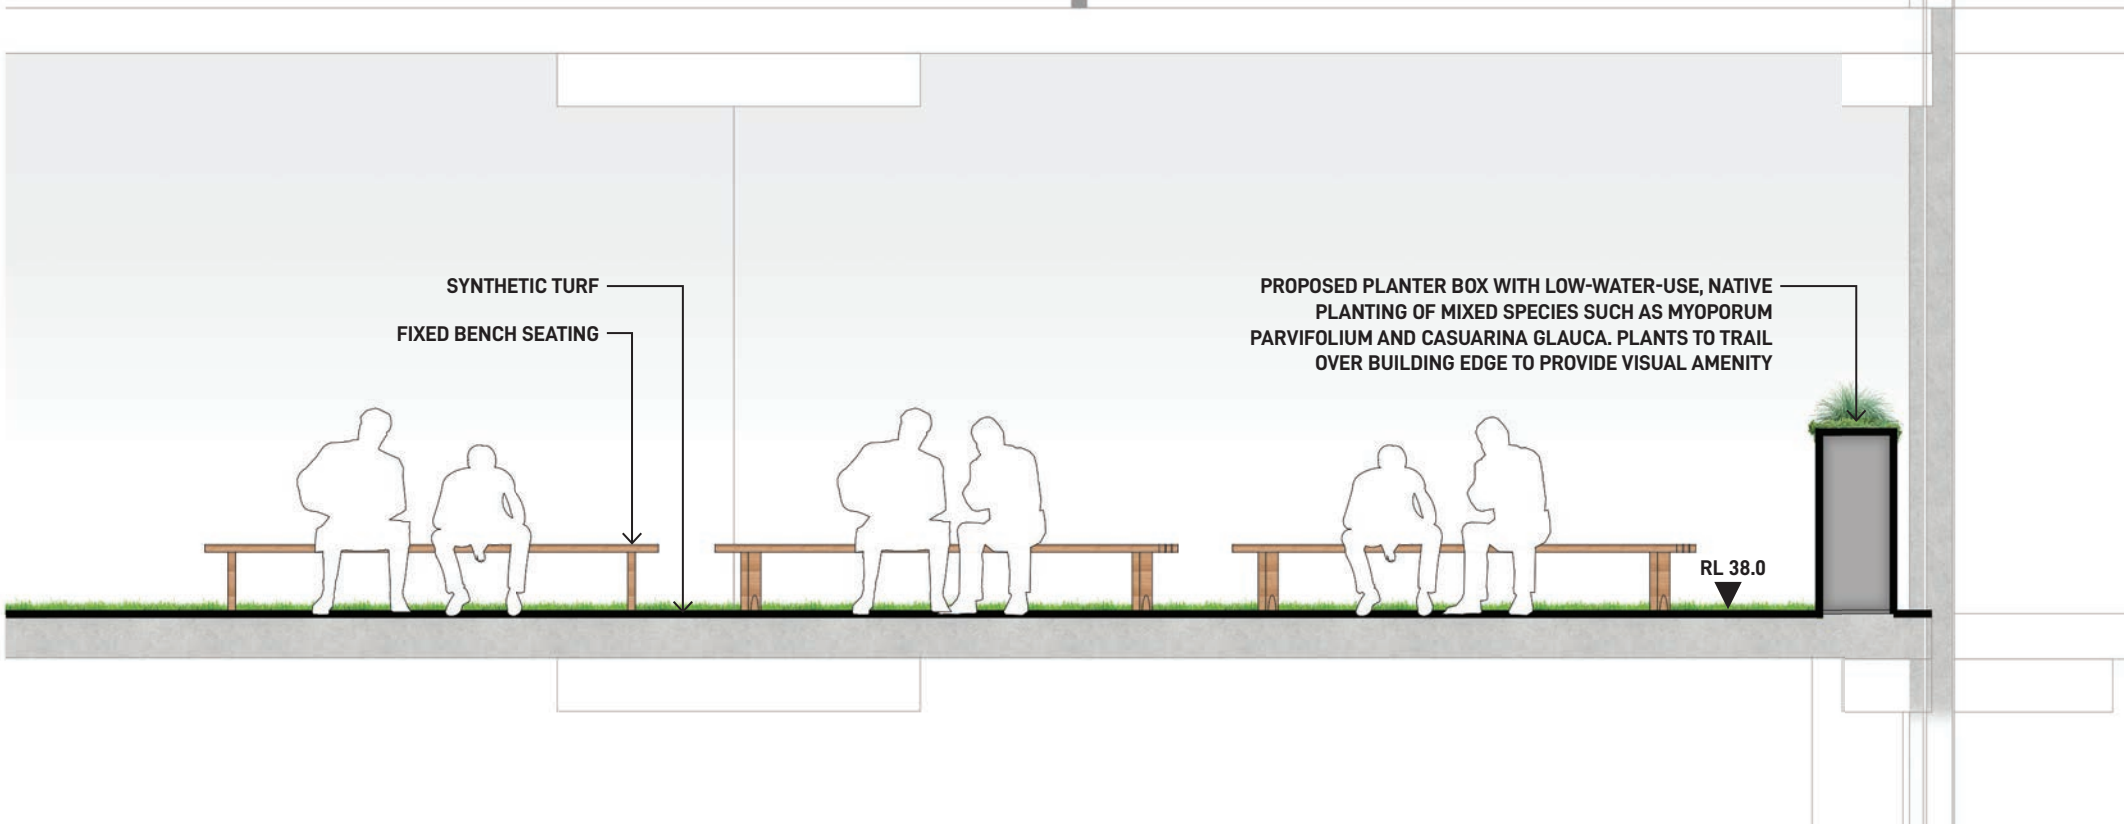 SYNTHETIC TURF
FIXED BENCH SEATING
PROPOSED PLANTER BOX WITH LOW-WATER-USE, NATIVE
PLANTING OF MIXED SPECIES SUCH AS MYOPORUM
PARVIFOLIUM AND CASUARINA GLAUCA. PLANTS TO TRAIL
OVER BUILDING EDGE TO PROVIDE VISUAL AMENITY
RL 38.0